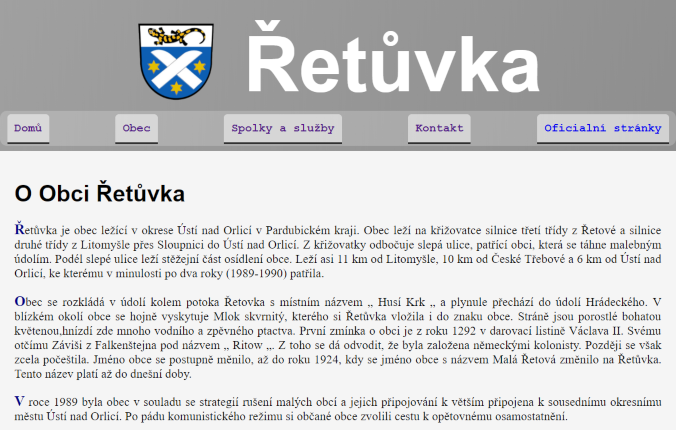 Řetůvka
Domů
Obec
Spolky a služby
Kontakt
Oficialní stránky
O Obci Řetůvka
Řetůvka je obec ležící v okrese Ústí nad Orlicí v Pardubickém kraji. Obec leží na křižovatce silnice třetí třídy z Řetové a silnice
druhé třídy z Litomyšle přes Sloupnici do Ústí nad Orlicí. Z křižovatky odbočuje slepá ulice, patřící obci, která se táhne malebným
údolím. Podél slepé ulice leží stěžejní část osídlení obce. Leží asi 11 km od Litomyšle, 10 km od České Třebové a 6 km od Ústí nad
Orlicí, ke kterému v minulosti po dva roky (1989-1990) patřila.
Obec se rozkládá v údolí kolem potoka Řetovka s místním název „ Husí Krk „ a plynule přechází do údolí Hrádeckého. V
blízkém okolí obce se hojně vyskytuje Mlok skvrnitý, kterého si Řetůvka vložila i do znaku obce. Stráně jsou porostlé bohatou
květenou,hnízdí zde mnoho vodního a zpěvného ptactva. První zmínka o obci je z roku 1292 v darovací listině Václava II. Svému
otčímu Záviši z Falkenštejna pod názvem „ Ritow „. Z toho se dá odvodit, že byla založena německými kolonisty. Později se však
zcela počeštila. Jméno obce se postupně měnilo, až do roku 1924, kdy se jméno obce s názvem Malá Řetová změnilo na Řetůvka.
Tento název platí až do dnešní doby.
V roce 1989 byla obec v souladu se strategií rušení malých obcí a jejich připojování k větším připojena k sousednímu okresnímu
městu Ústí nad Orlicí. Po pádu komunistického režimu si občané obce zvolili cestu k opětovnému osamostatnění.